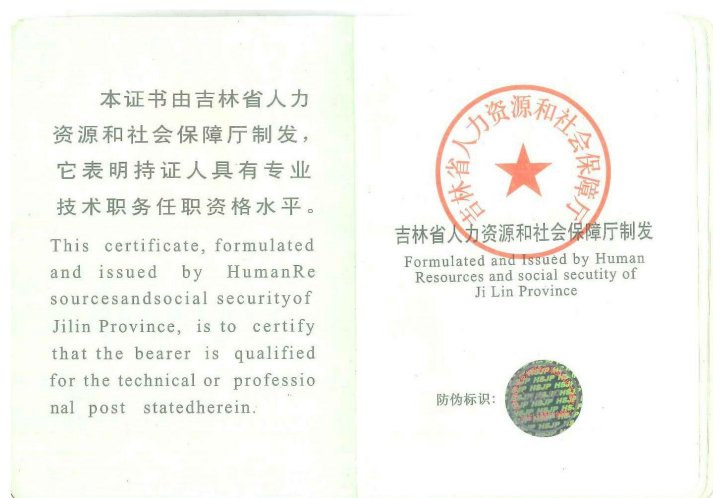 本证书由吉林省人力
资源和社会保障厅制发，
它表明持证人具有专业
技术职务任职资格水平。
This certificate, formulated
and issued by HumanRe
sourcesandsocial securityof
Jilin Province, is to certify
that the bearer is qualified
for the technical or professio
nal post statedherein.
吉林省人力资源和社会保障厅
吉林省人力资源和社会保障厅制发
Formulated and Issued by Human
Resources and social secutity of
Ji Lin Province
防伪标识：
HSJP HSJP